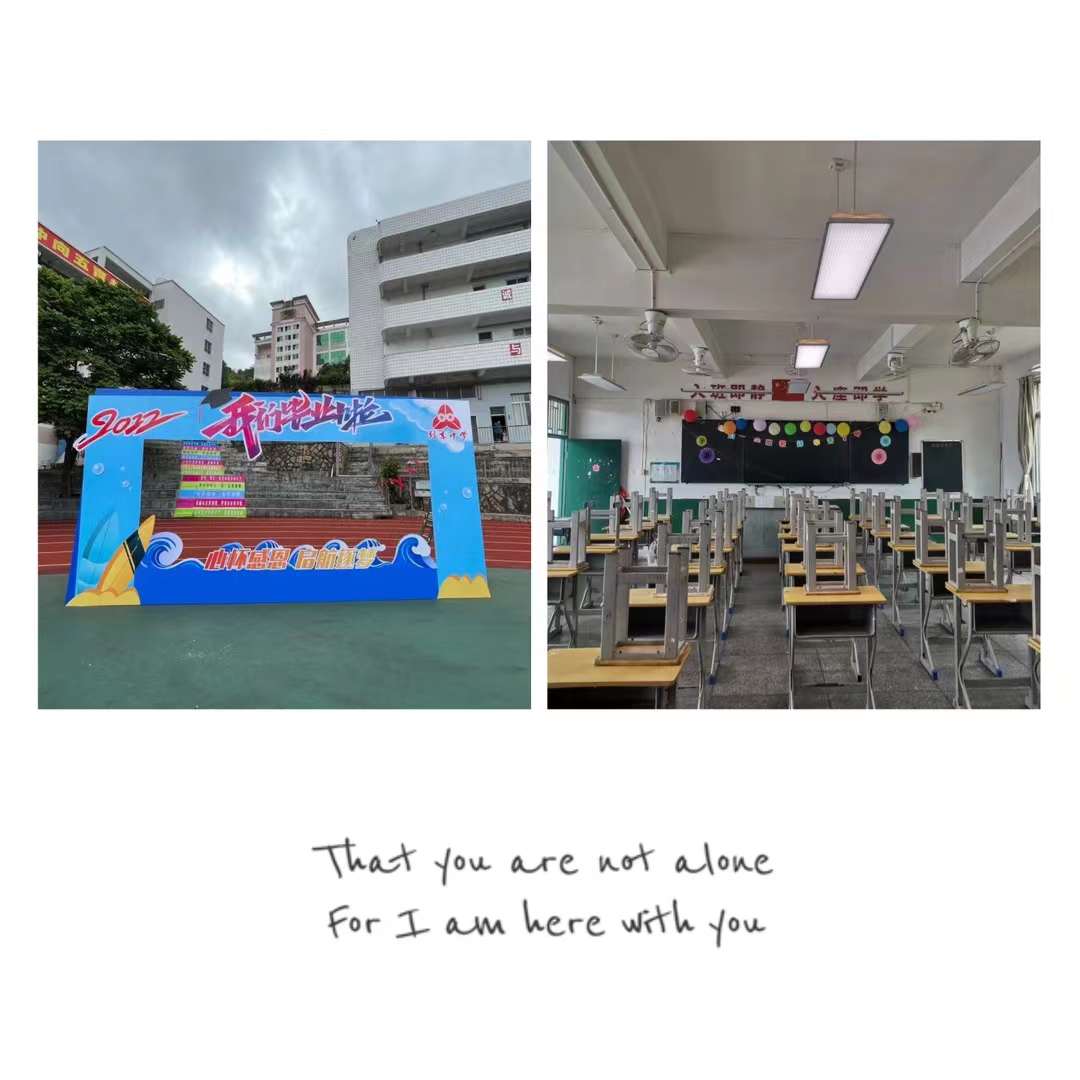 2022 我们毕业啦
诚
与
心怀感恩 启航逐梦
入班即静 入座即学
That you are not alone
For I am here with you